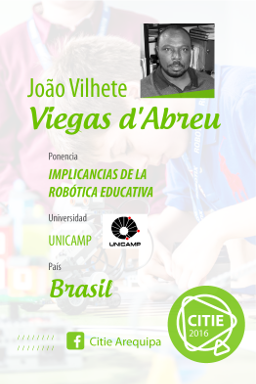 João Vilhete
Viegas d'Abreu
Ponencia
IMPLICANCIAS DE LA
ROBÓTICA EDUCATIVA
Universidad
UNICAMP
UNICAMP
País
Brasil
CITIE
2016
f Citie Arequipa